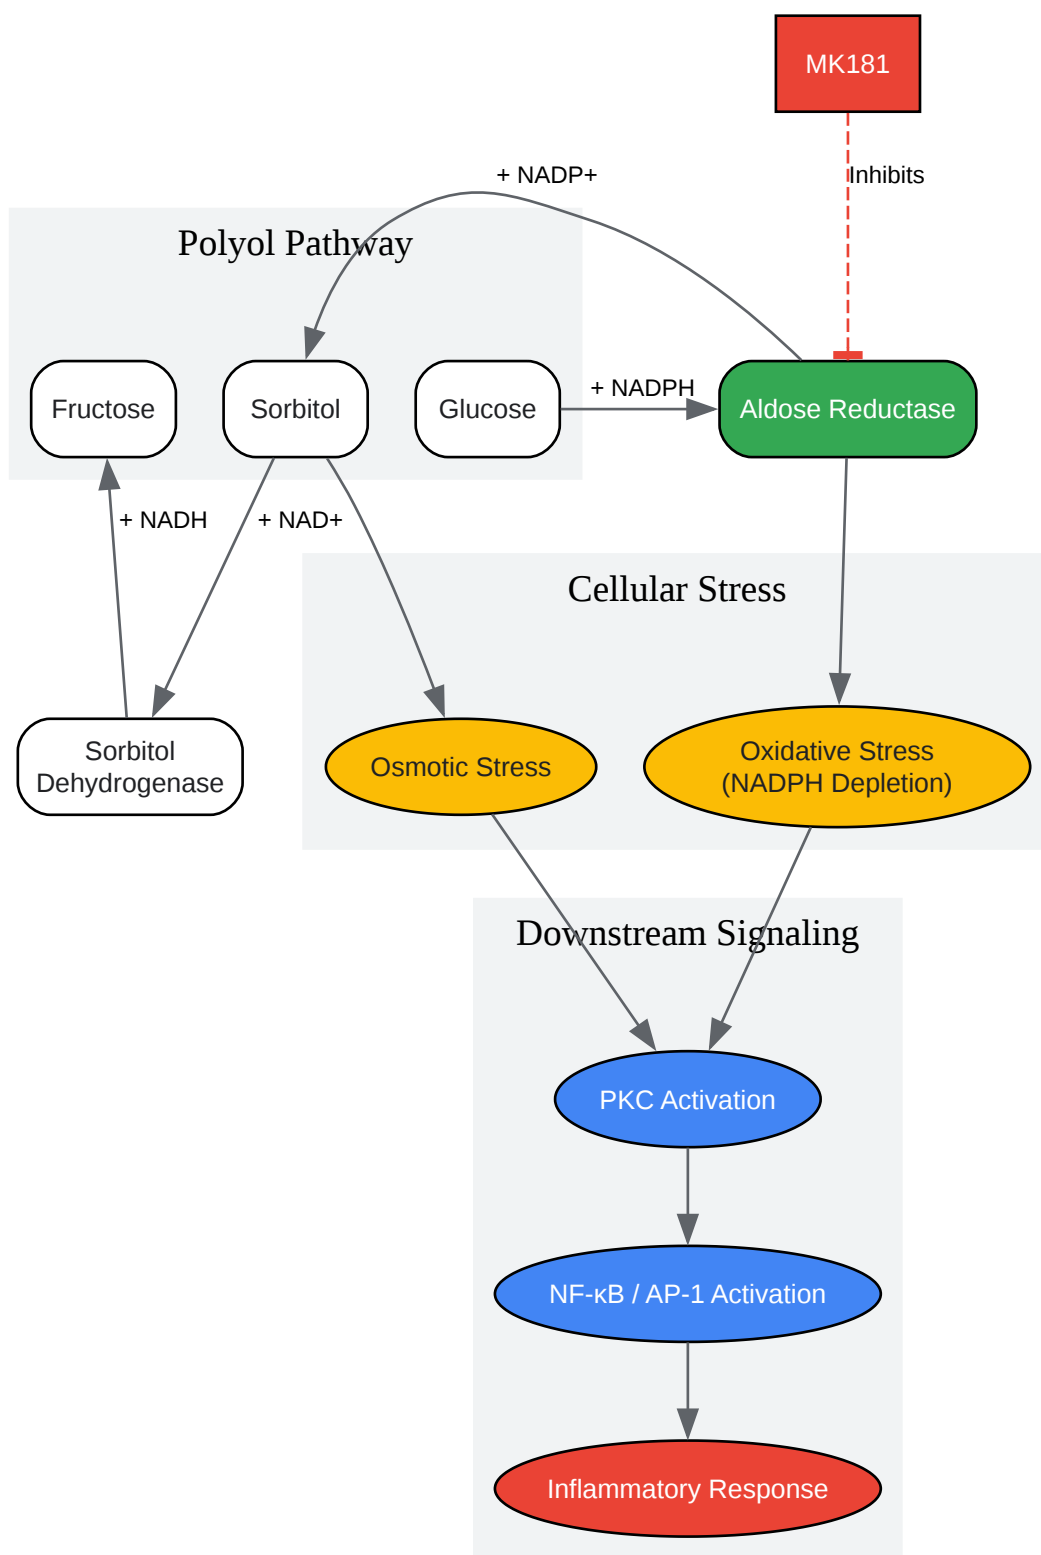 MK181
+ NADP+
Inhibits
Polyol Pathway
Fructose
Sorbitol
Glucose
+ NADPH
Aldose Reductase
+ NADH
+ NAD+
Cellular Stress
Sorbitol
Dehydrogenase
Osmotic Stress
Oxidative Stress
(NADPH Depletion)
Downstream Signaling
PKC Activation
NF-κB / AP-1 Activation
Inflammatory Response